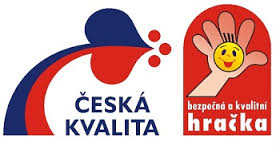 ČESKÁ
KVALITA
bezpečná a kvalitní
hračka